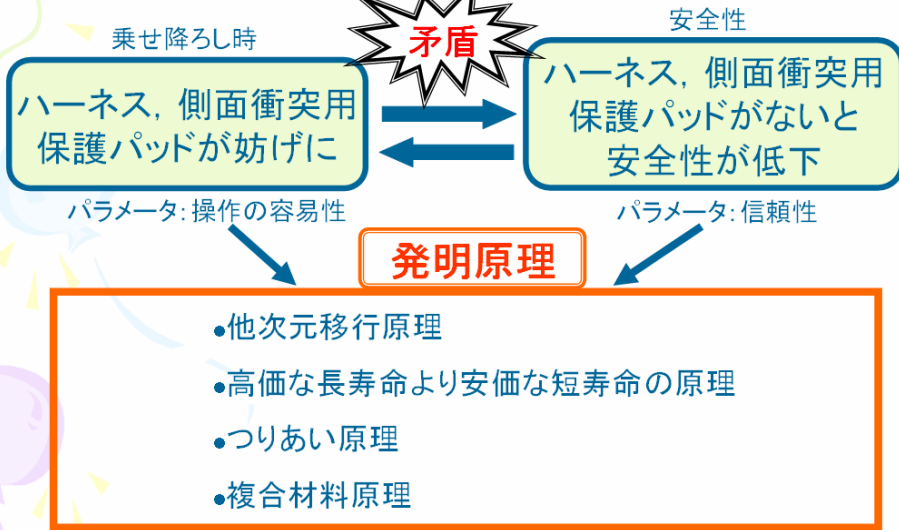 乗せ降ろし時
矛盾
安全性
ハーネス，側面衝突用
保護パッドが妨げに
ハーネス，側面衝突用
保護パッドがないと
安全性が低下
パラメータ：操作の容易性
パラメータ：信頼性
発明原理
●他次元移行原理
●高価な長寿命より安価な短寿命の原理
●つりあい原理
●複合材料原理